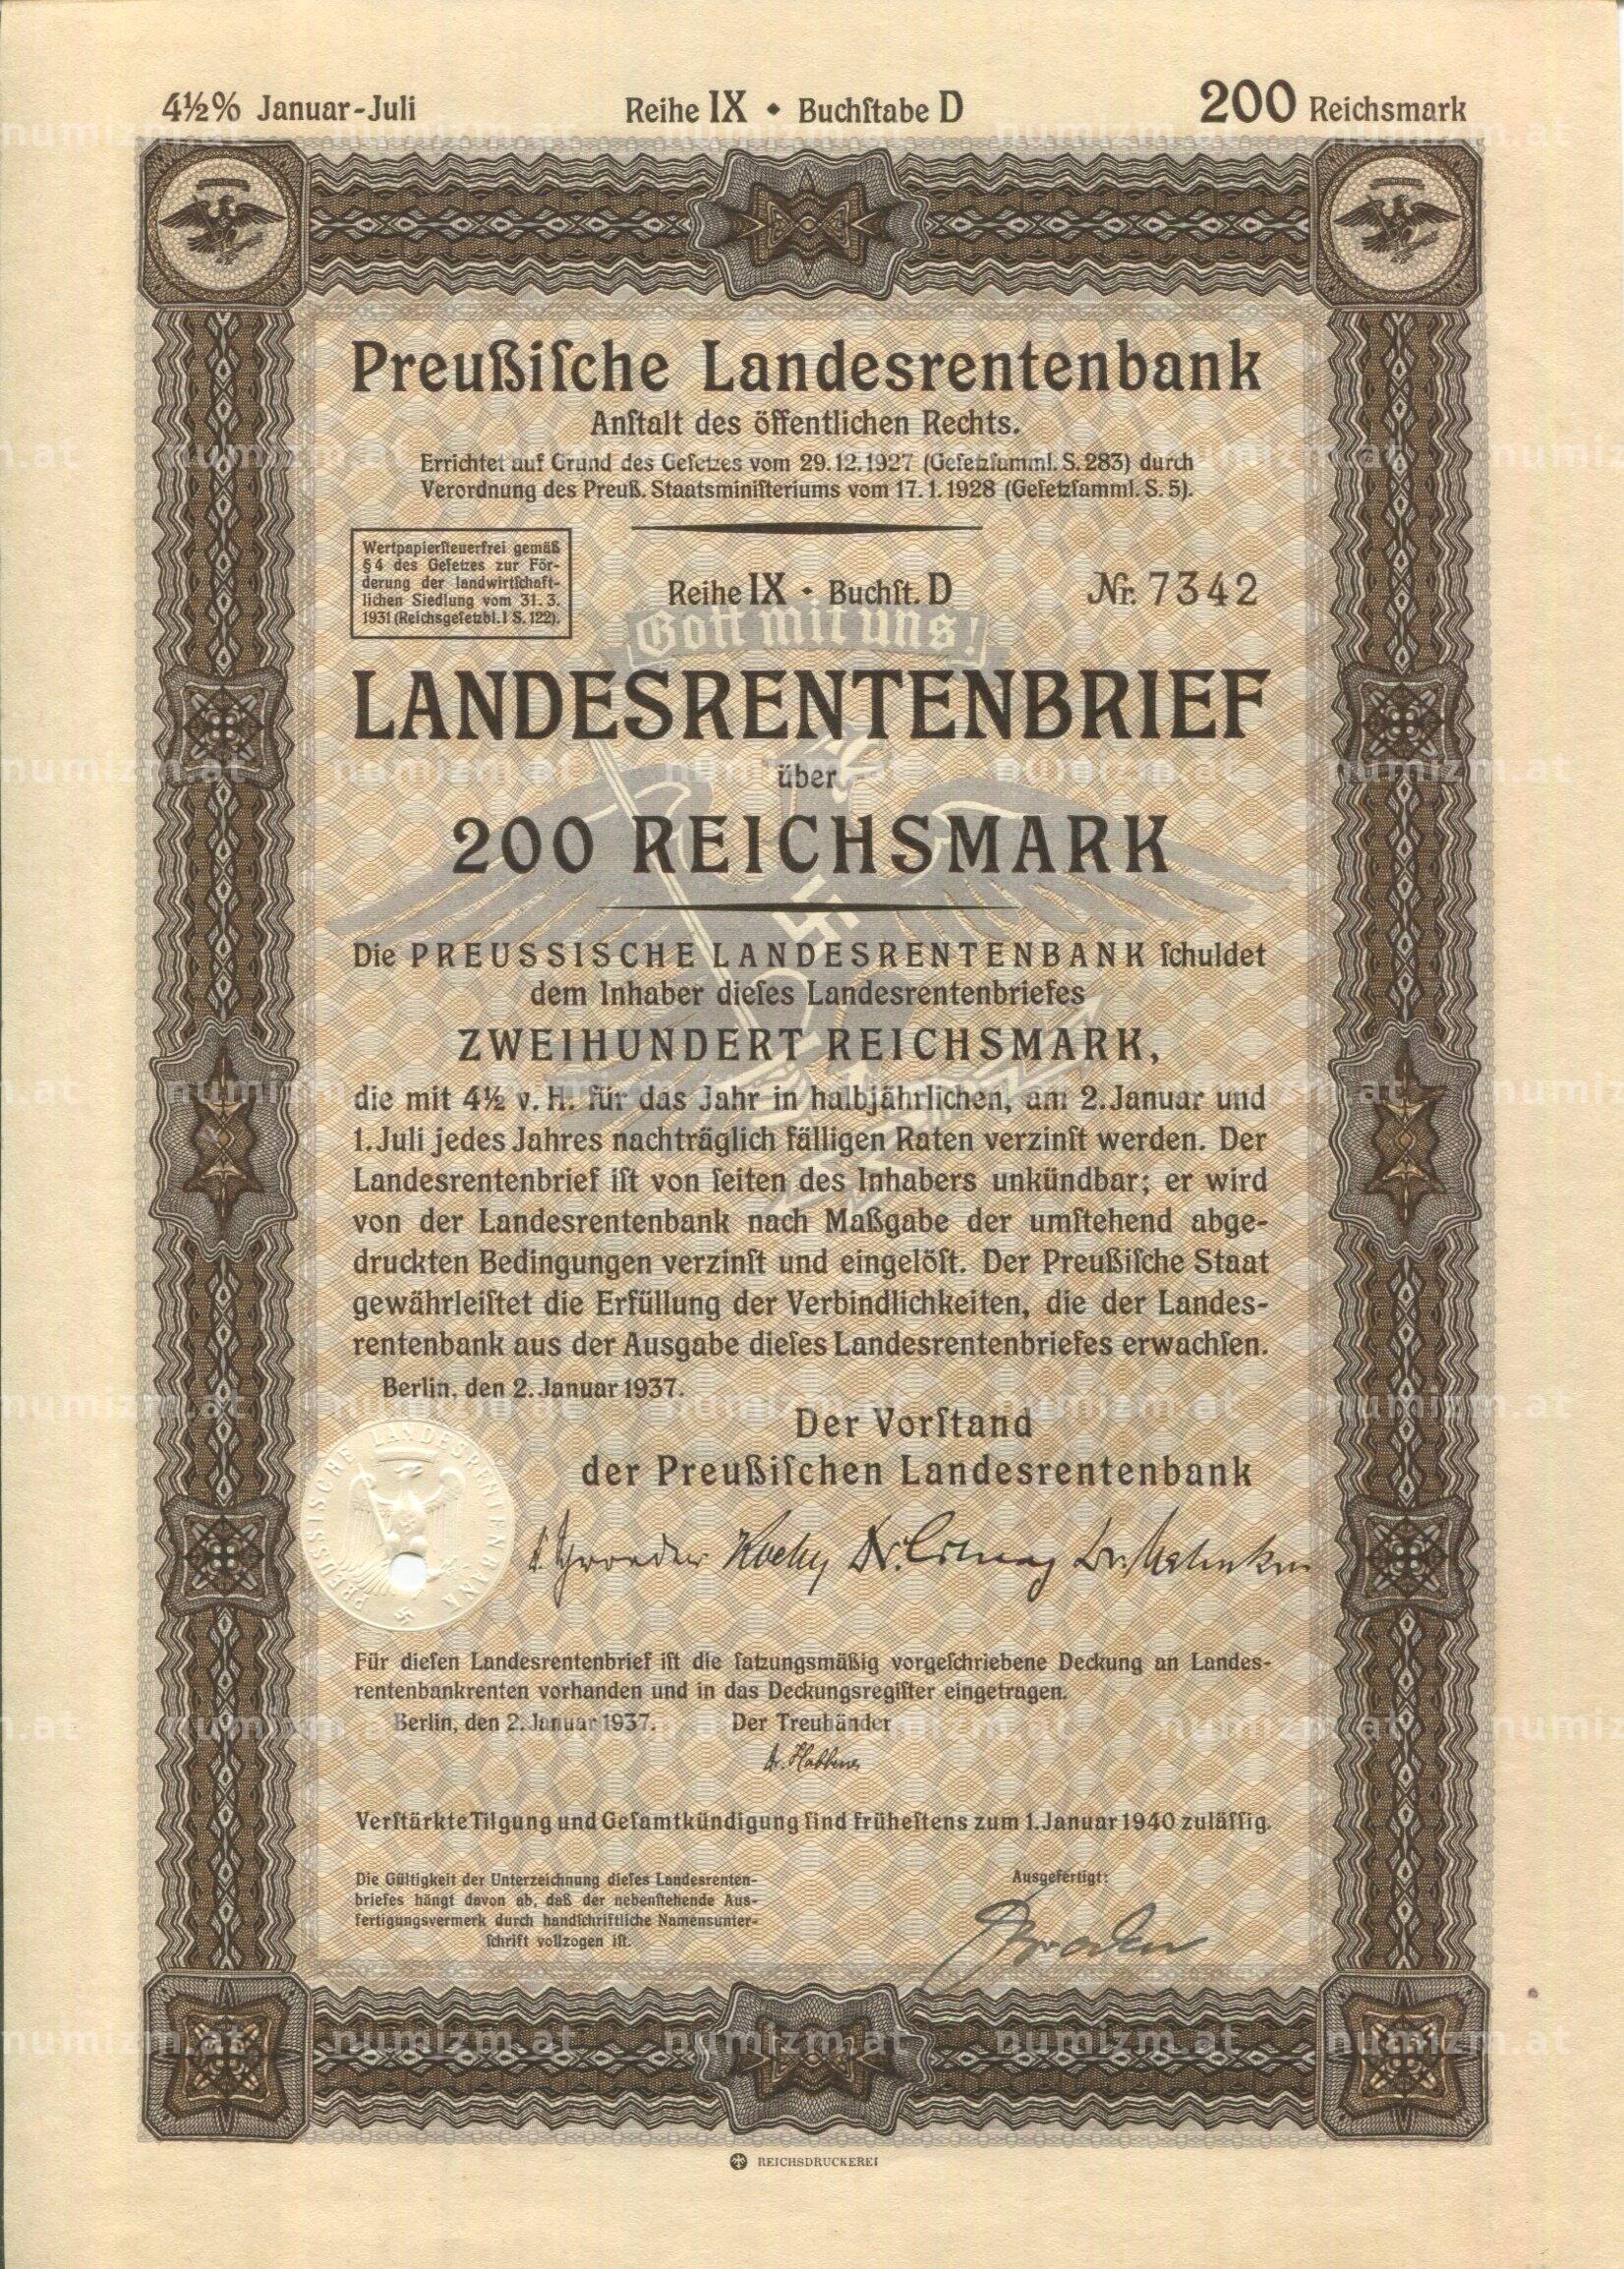 4½% Januar-Juli
Reihe IX • Buchſtabe D
200 Reichsmark
Preußiſche Landesrentenbank
Anſtalt des öffentlichen Rechts.
Errichtet auf Grund des Geſetzes vom 29.12.1927 (Geſetzſamml. S. 283) durch
Verordnung des Preuß. Staatsminiſteriums vom 17.1.1928 (Geſetzſamml. S. 5).
Wertpapierſteuerfrei gemäß
§ 4 des Geſetzes zur För-
derung der landwirtſchaft-
lichen Siedlung vom 31. 3.
1931 (Reichsgeſetzbl. I S. 122).
Reihe IX • Buchſt. D
Nr. 7342
Gott mit uns!
LANDESRENTENBRIEF
über
200 REICHSMARK
Die PREUSSISCHE LANDESRENTENBANK ſchuldet
dem Inhaber dieſes Landesrentenbriefes
ZWEIHUNDERT REICHSMARK,
die mit 4½ v. H. für das Jahr in halbjährlichen, am 2. Januar und
1. Juli jedes Jahres nachträglich fälligen Raten verzinſt werden. Der
Landesrentenbrief iſt von ſeiten des Inhabers unkündbar; er wird
von der Landesrentenbank nach Maßgabe der umſtehend abge-
druckten Bedingungen verzinſt und eingelöſt. Der Preußiſche Staat
gewährleiſtet die Erfüllung der Verbindlichkeiten, die der Landes-
rentenbank aus der Ausgabe dieſes Landesrentenbriefes erwachſen.
Berlin, den 2. Januar 1937.
Der Vorſtand
der Preußiſchen Landesrentenbank
PREUSSISCHE LANDESRENTENBANK
Für dieſen Landesrentenbrief iſt die ſatzungsmäßig vorgeſchriebene Deckung an Landes-
rentenbankrenten vorhanden und in das Deckungsregiſter eingetragen.
Berlin, den 2. Januar 1937.
Der Treuhänder
Verſtärkte Tilgung und Geſamtkündigung ſind früheſtens zum 1. Januar 1940 zuläſſig.
Die Gültigkeit der Unterzeichnung dieſes Landesrenten-
briefes hängt davon ab, daß der nebenſtehende Aus-
fertigungsvermerk durch handſchriftliche Namensunter-
ſchrift vollzogen iſt.
Ausgefertigt:
REICHSDRUCKEREI
numizm.at